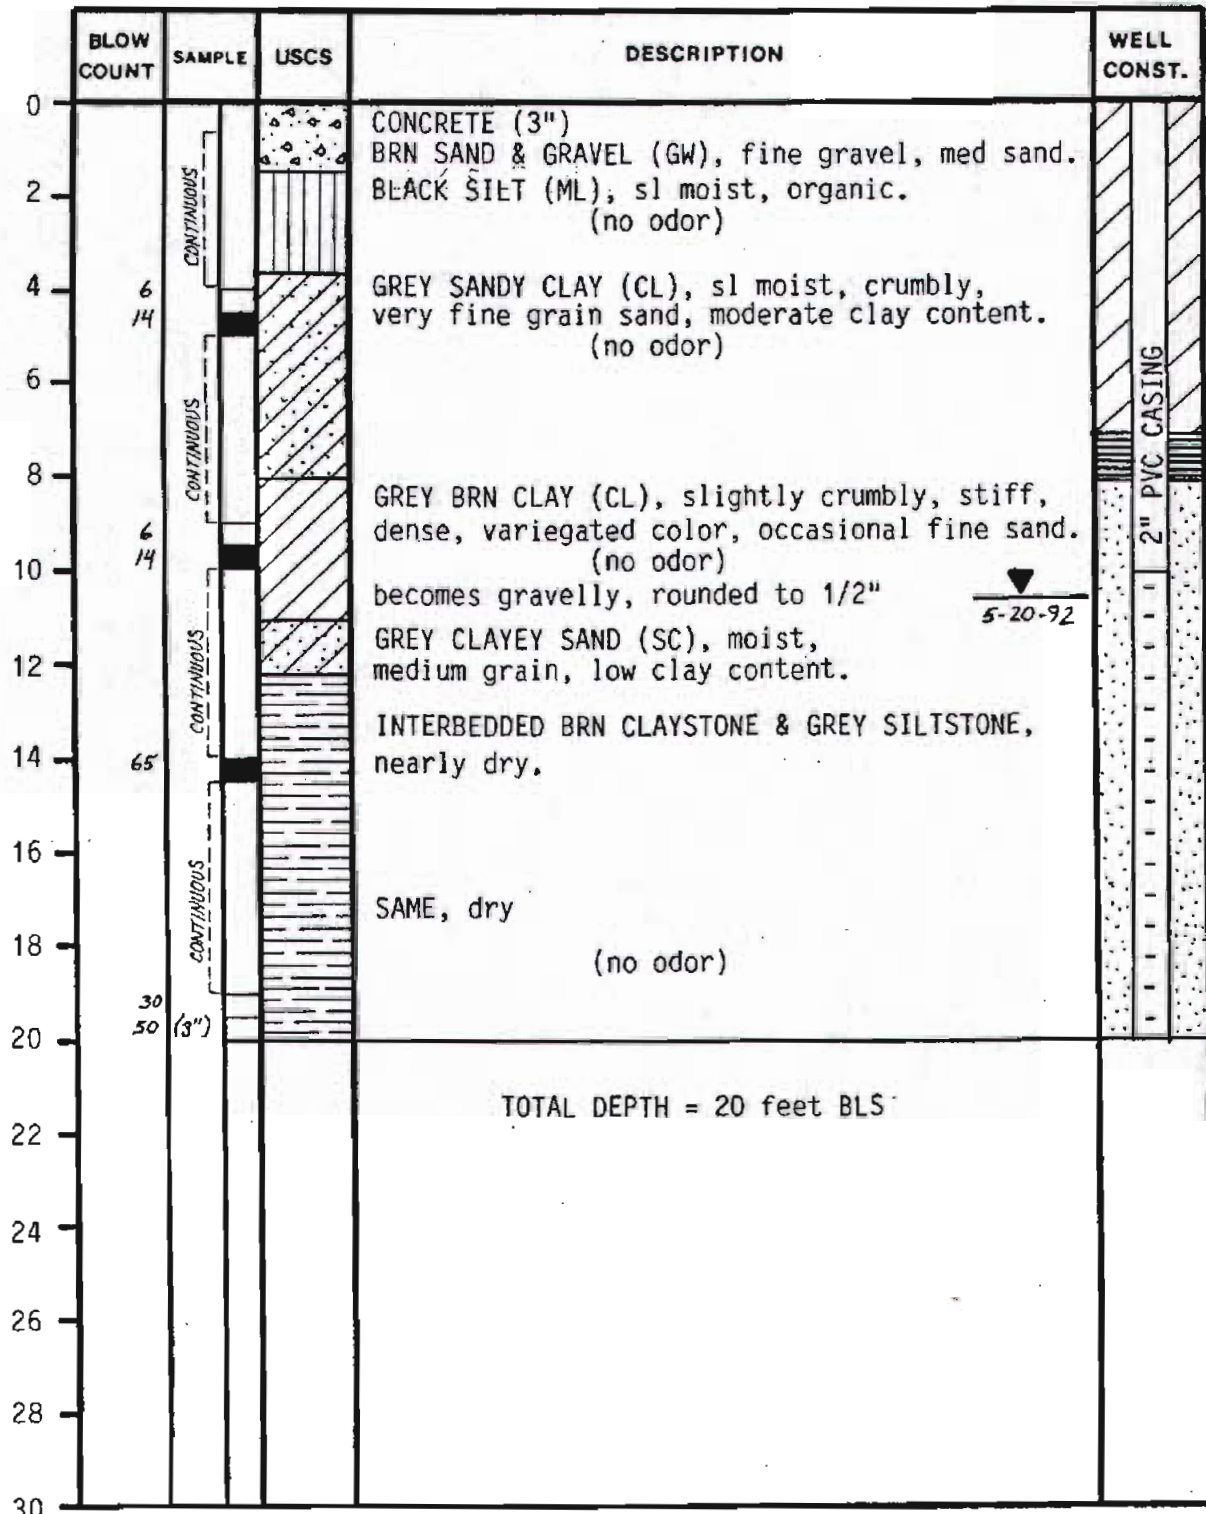 BLOW COUNT SAMPLE USCS DESCRIPTION WELL CONST.
0
CONCRETE (3")
BRN SAND & GRAVEL (GW), fine gravel, med sand.
2
BLACK SILT (ML), sl moist, organic.
(no odor)
CONTINUOUS
4
6
GREY SANDY CLAY (CL), sl moist, crumbly,
14
very fine grain sand, moderate clay content.
(no odor)
6
CONTINUOUS
2" PVC CASING
8
GREY BRN CLAY (CL), slightly crumbly, stiff,
6
dense, variegated color, occasional fine sand.
14
(no odor)
10
becomes gravelly, rounded to 1/2"
5-20-92
CONTINUOUS
GREY CLAYEY SAND (SC), moist,
12
medium grain, low clay content.
INTERBEDDED BRN CLAYSTONE & GREY SILTSTONE,
14
65
nearly dry.
16
CONTINUOUS
SAME, dry
18
(no odor)
30
50 (3")
20
TOTAL DEPTH = 20 feet BLS
22
24
26
28
30